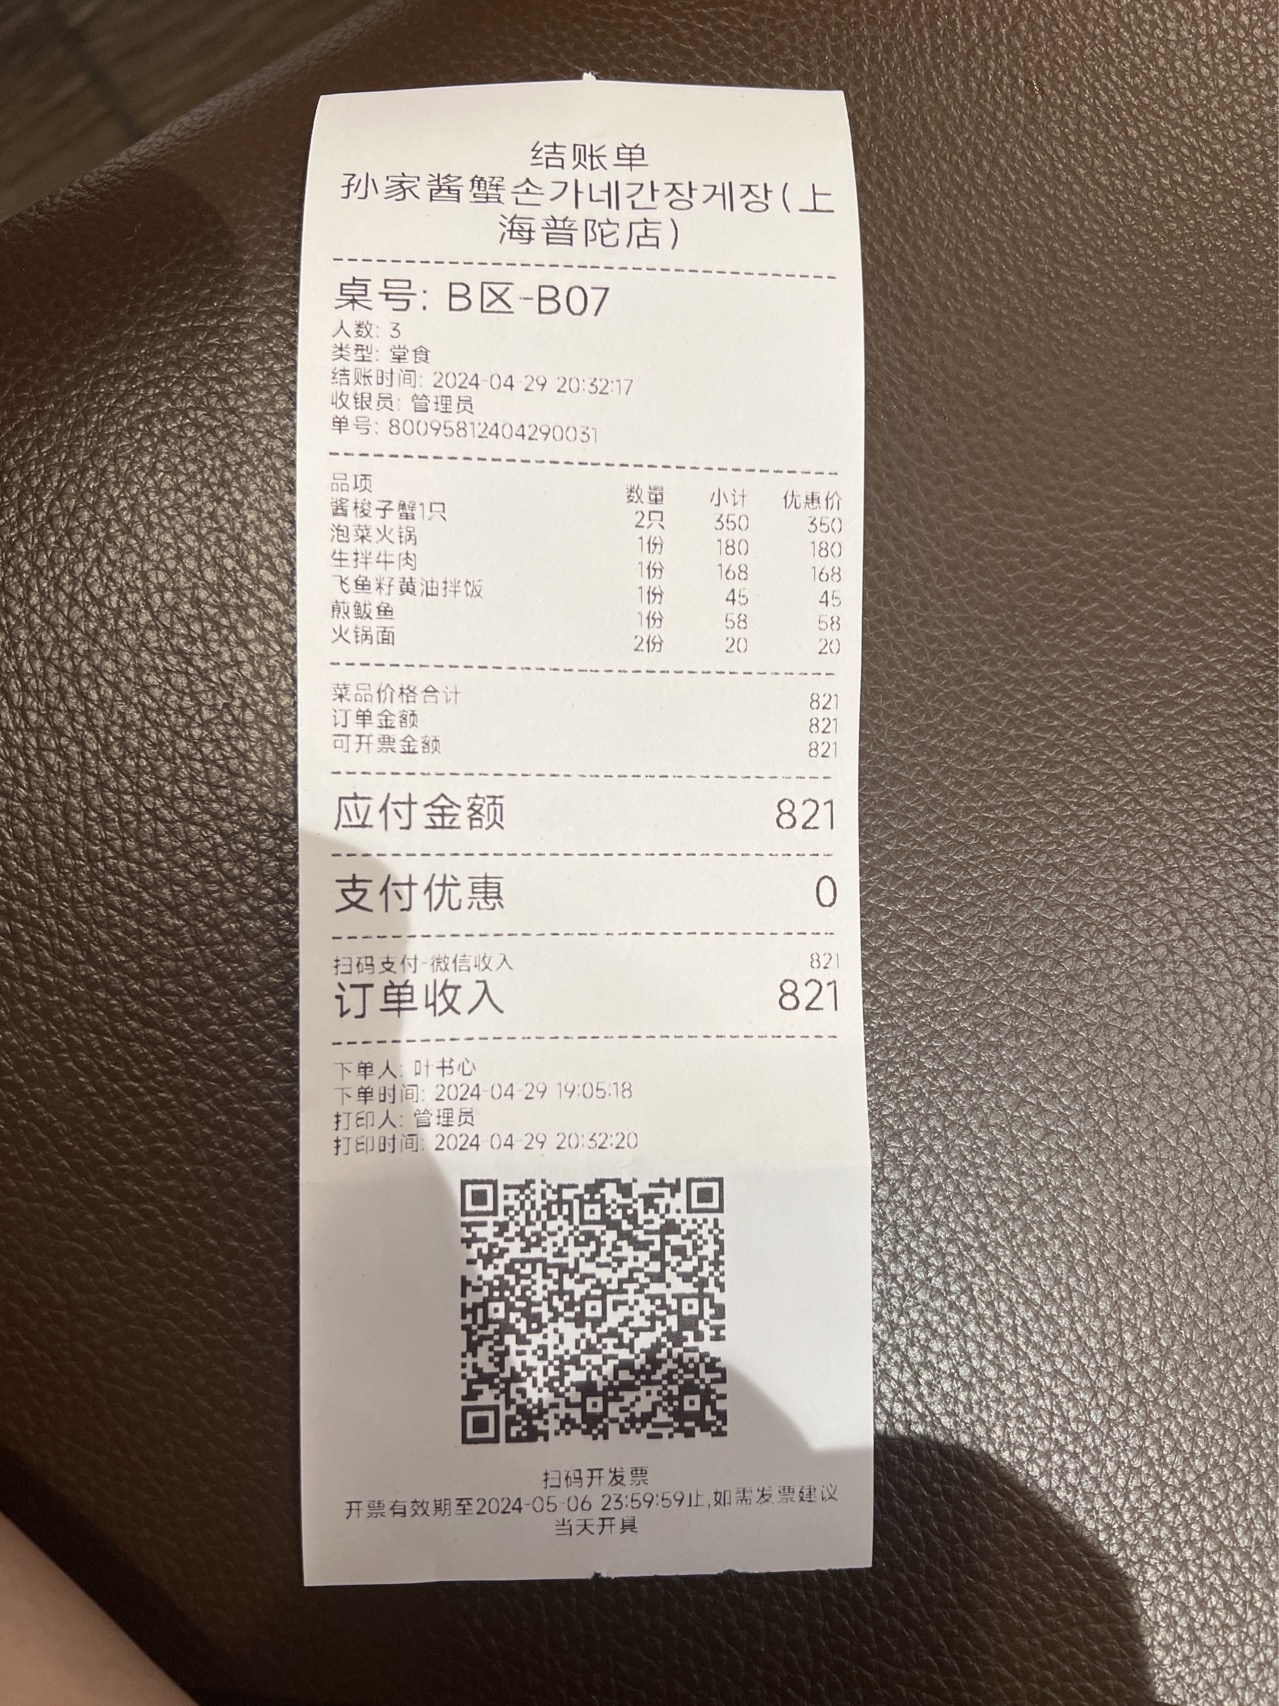 结账单
孙家酱蟹손가네간장게장(上
海普陀店)
桌号: B区-B07
人数: 3
类型: 堂食
结账时间: 2024-04-29 20:32:17
收银员: 管理员
单号: 80095812404290031
品项 数量 小计 优惠价
酱梭子蟹1只 2只 350 350
泡菜火锅 1份 180 180
生拌牛肉 1份 168 168
飞鱼籽黄油拌饭 1份 45 45
煎鲅鱼 1份 58 58
火锅面 2份 20 20
菜品价格合计 821
订单金额 821
可开票金额 821
应付金额 821
支付优惠 0
扫码支付-微信收入 821
订单收入 821
下单人: 叶书心
下单时间: 2024-04-29 19:05:18
打印人: 管理员
打印时间: 2024-04-29 20:32:20
扫码开发票
开票有效期至2024-05-06 23:59:59止,如需发票建议
当天开具